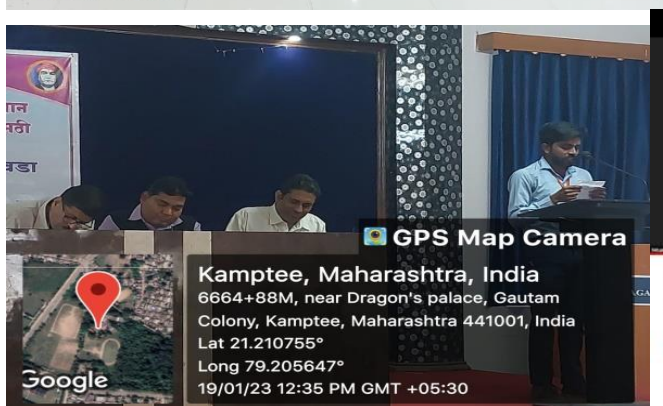 वडा
GPS Map Camera
Kamptee, Maharashtra, India
6664+88M, near Dragon's palace, Gautam
Colony, Kamptee, Maharashtra 441001, India
Lat 21.210755°
Long 79.205647°
19/01/23 12:35 PM GMT +05:30
Google